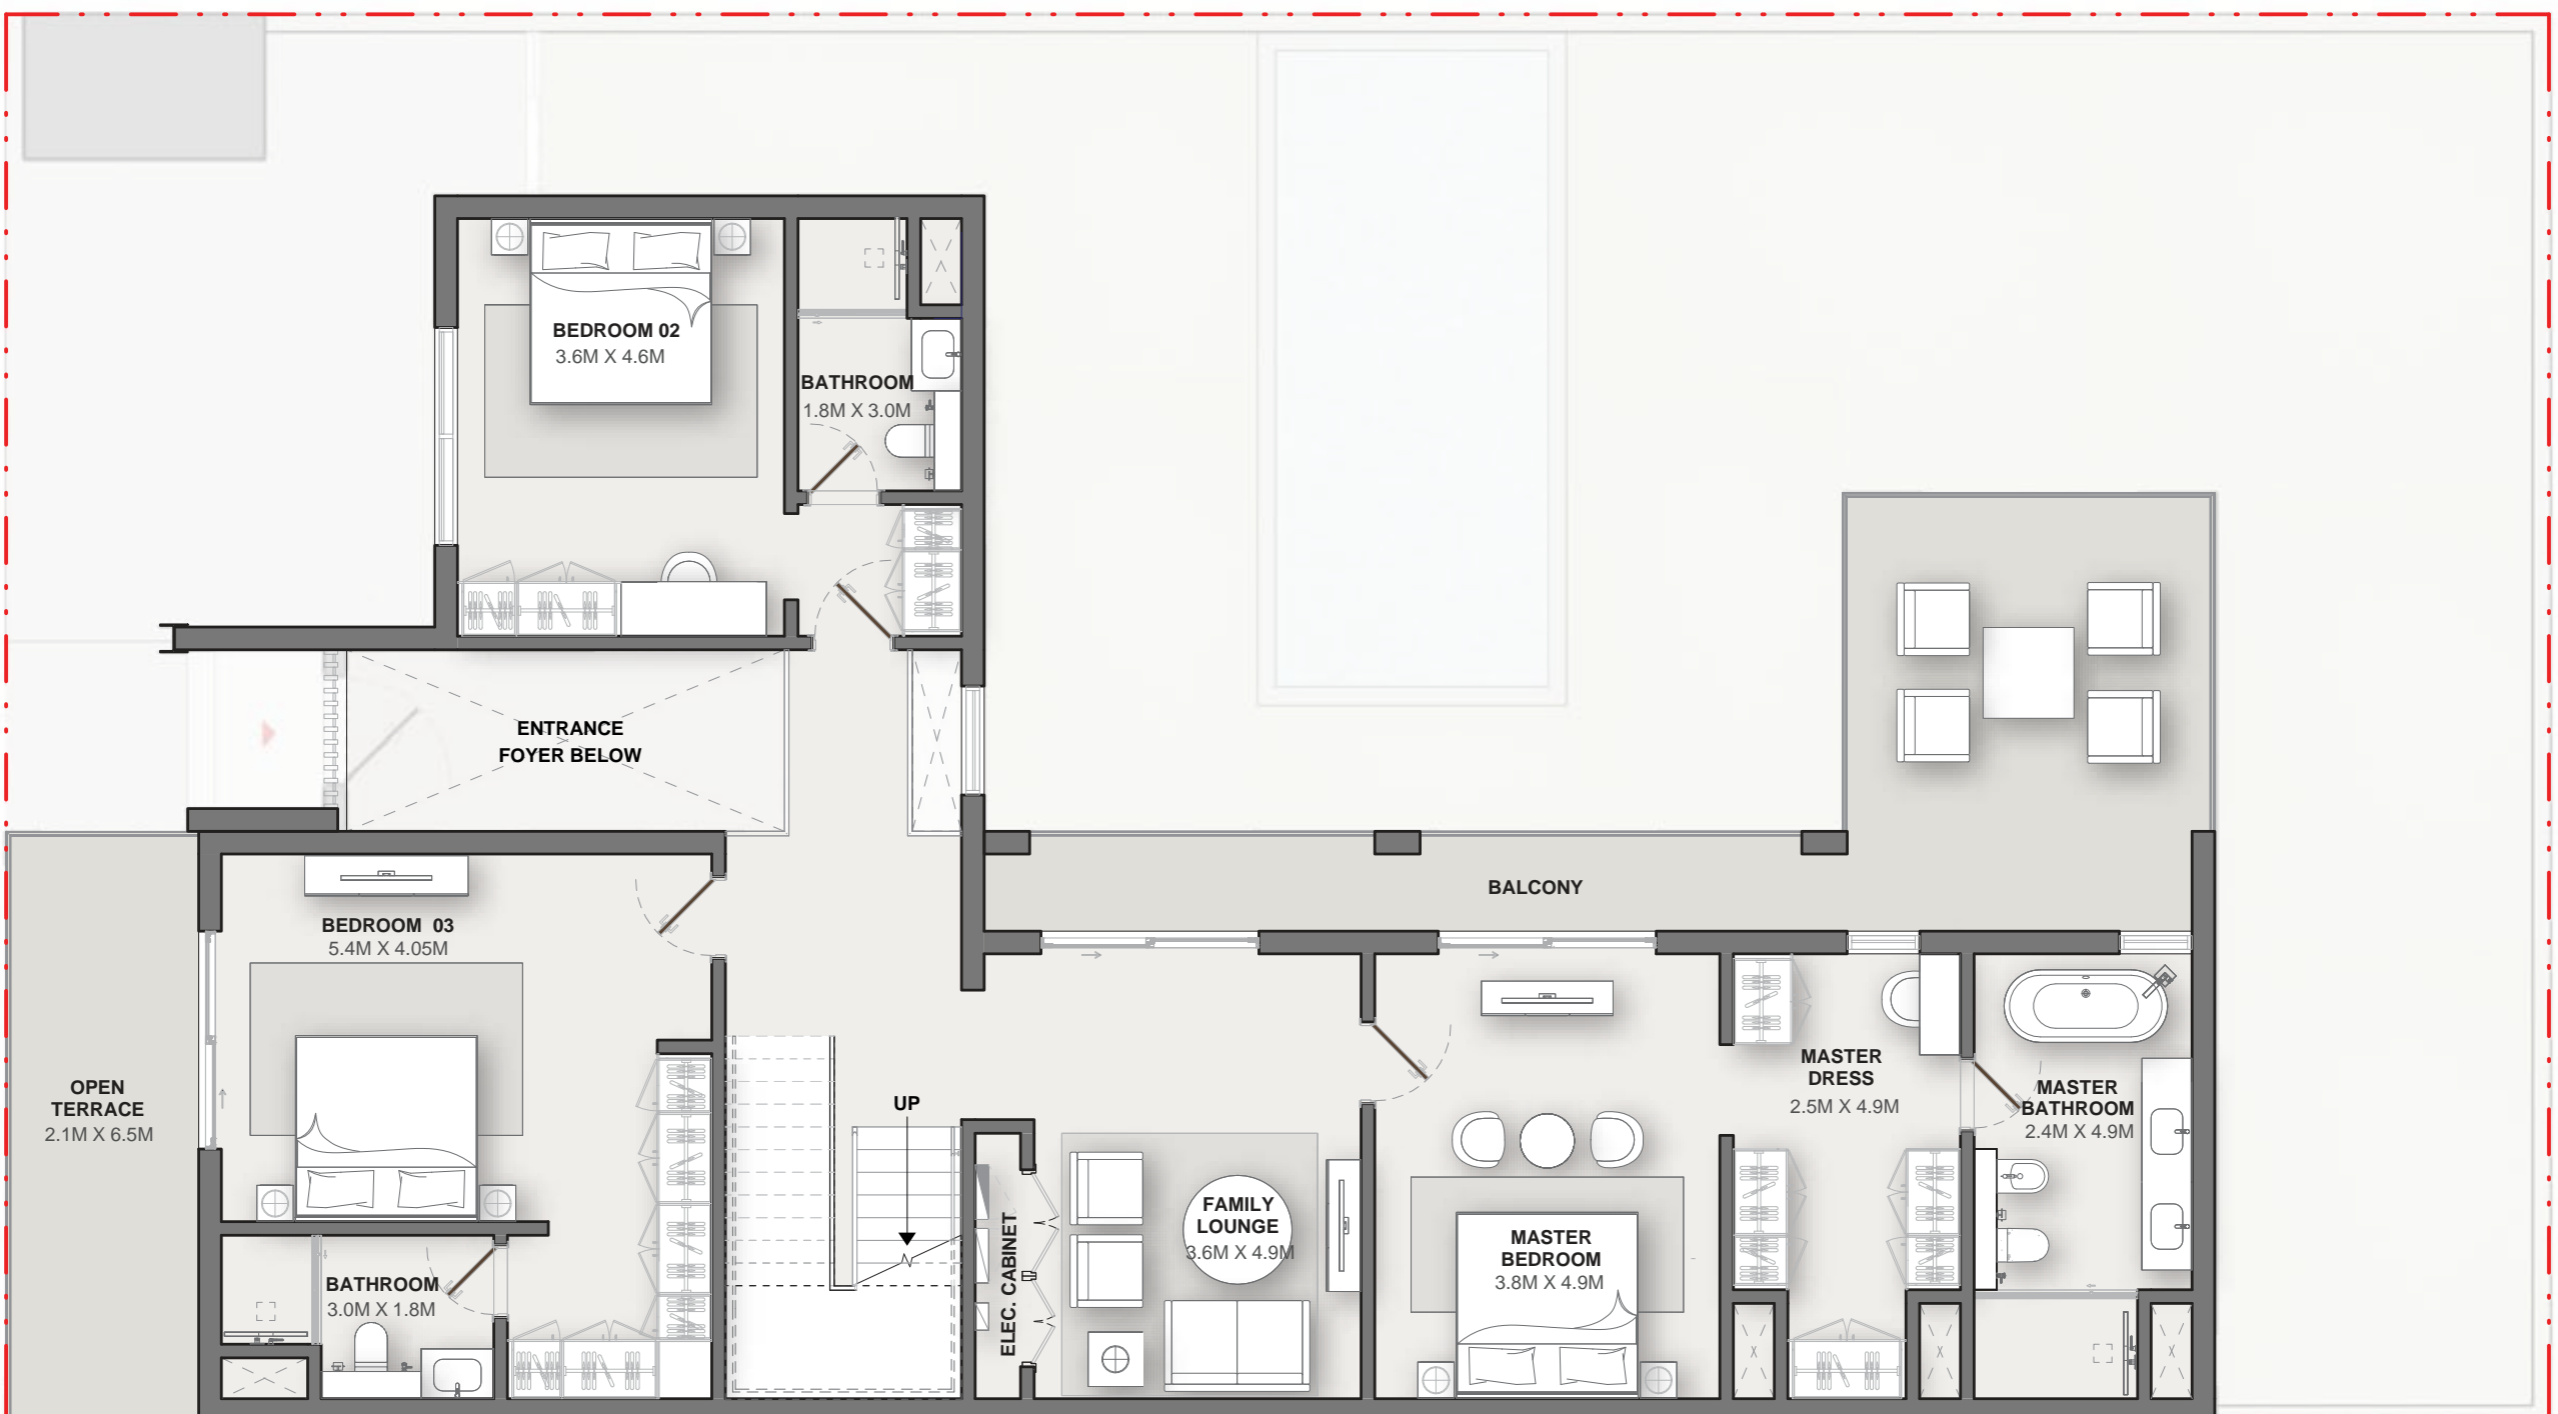 BEDROOM 02
3.6M X 4.6M
BATHROOM
1.8M X 3.0M
ENTRANCE
FOYER BELOW
BALCONY
BEDROOM 03
5.4M X 4.05M
OPEN
TERRACE
2.1M X 6.5M
UP
MASTER
DRESS
2.5M X 4.9M
MASTER
BATHROOM
2.4M X 4.9M
FAMILY
LOUNGE
3.6M X 4.9M
MASTER
BEDROOM
3.8M X 4.9M
ELEC. CABINET
BATHROOM
3.0M X 1.8M